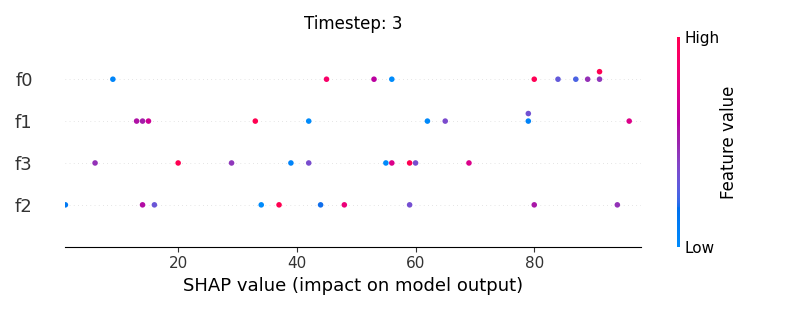 Timestep: 3
High
f0
f1
f3
f2
Feature value
Low
20 40 60 80
SHAP value (impact on model output)